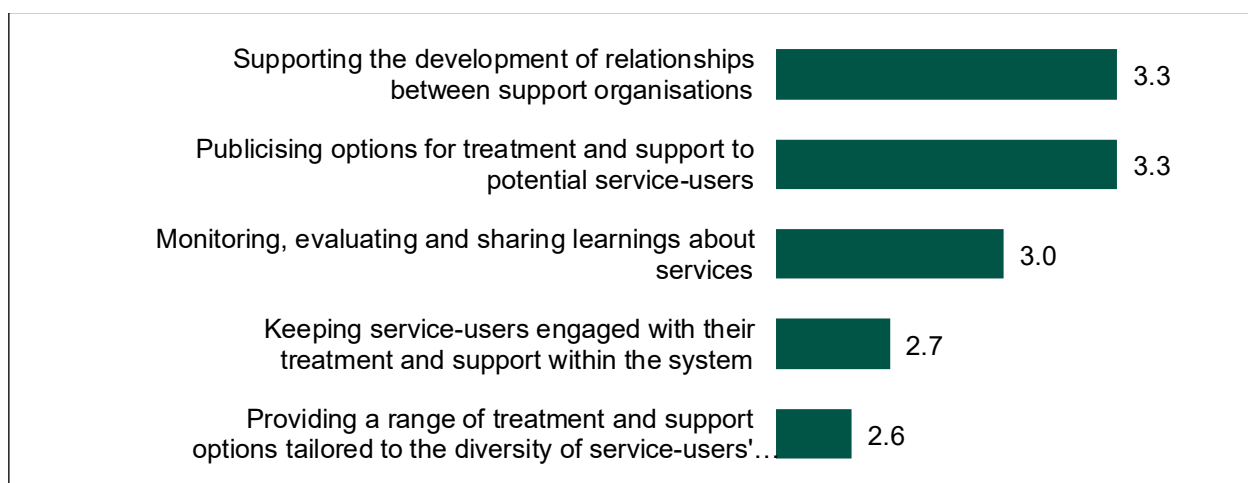 Supporting the development of relationships
between support organisations
3.3
Publicising options for treatment and support to
potential service-users
3.3
Monitoring, evaluating and sharing learnings about
services
3.0
Keeping service-users engaged with their
treatment and support within the system
2.7
Providing a range of treatment and support
options tailored to the diversity of service-users'…
2.6